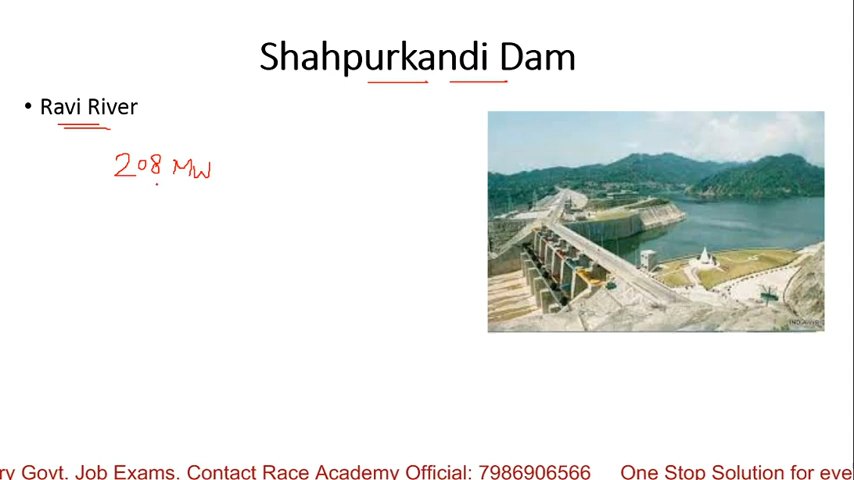 Shahpurkandi Dam
• Ravi River
208 MW
ry Govt. Job Exams. Contact Race Academy Official: 7986906566 One Stop Solution for eve